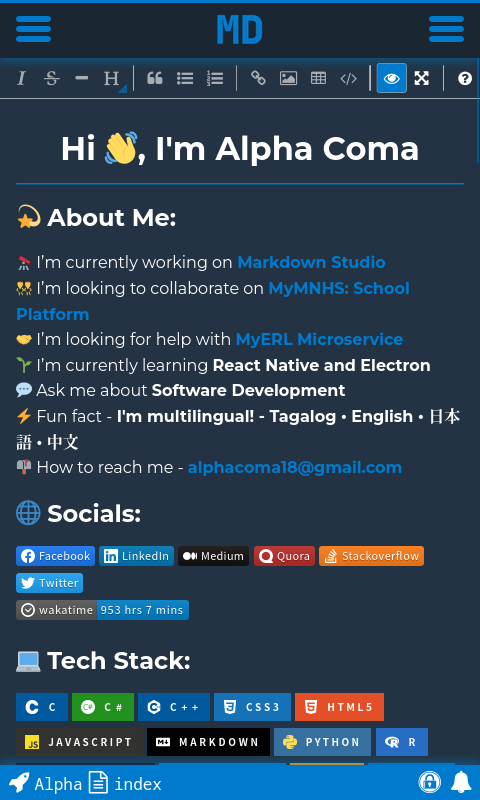 MD
I S H
Hi 👋, I'm Alpha Coma
💫 About Me:
🔭 I'm currently working on Markdown Studio
👯 I'm looking to collaborate on MyMNHS: School
Platform
🤝 I'm looking for help with MyERL Microservice
🌱 I'm currently learning React Native and Electron
💬 Ask me about Software Development
⚡ Fun fact - I'm multilingual! - Tagalog • English • 日本
語 • 中文
📫 How to reach me - alphacoma18@gmail.com
🌐 Socials:
Facebook LinkedIn Medium Quora Stackoverflow
Twitter
wakatime 953 hrs 7 mins
💻 Tech Stack:
C C# C++ CSS3 HTML5
JAVASCRIPT MARKDOWN PYTHON R
Alpha index